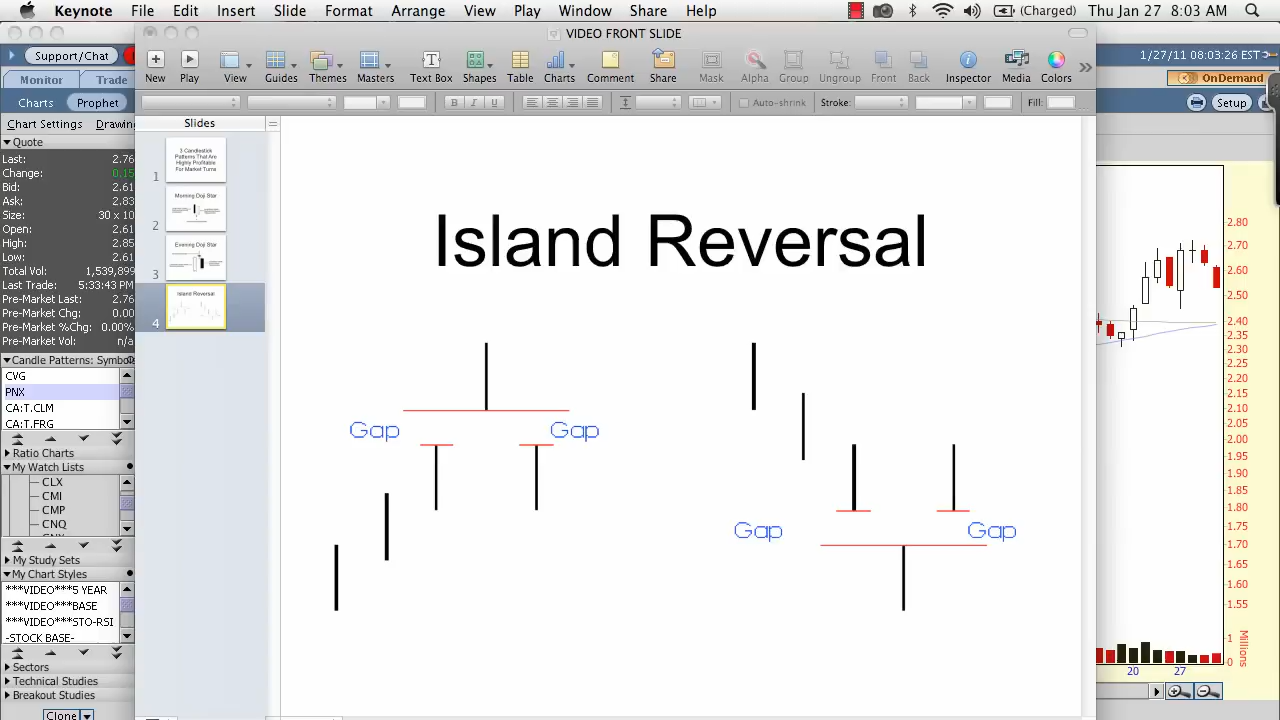 Keynote File Edit Insert Slide Format Arrange View Play Window Share Help (Charged) Thu Jan 27 8:03 AM
VIDEO FRONT SLIDE
Support/Chat
1/27/11 08:03:26 EST
Monitor Trade
OnDemand
New Play View Guides Themes Masters Text Box Shapes Table Charts Comment Share Mask Alpha Group Ungroup Front Back Inspector Media Colors
Charts Prophet
Setup
B I U Auto-shrink Stroke: Fill:
Chart Settings Drawing
Slides
Quote
Last: 2.76
Change: 0.15
Bid: 2.61
Ask: 2.83
Size: 90 x 10
Open: 2.61
High: 2.85
Low: 2.61
Total Vol: 1,539,899
Last Trade: 5:33:43 PM
Pre-Market Last: 2.76
Pre-Market Chg: 0.00
Pre-Market %Chg: 0.00%
Pre-Market Vol: n/a
Candle Patterns: Symbo
CVG
PNX
CA:T.CLM
CA:T.FRG
Ratio Charts
My Watch Lists
CLX
CMI
CMP
CNQ
My Study Sets
My Chart Styles
***VIDEO***5 YEAR
***VIDEO***BASE
***VIDEO***STO-RSI
-STOCK BASE-
Sectors
Technical Studies
Breakout Studies
Clone
3 Candlestick
Patterns That Are
Highly Profitable
For Market Turns
1
Morning Doji Star
2
Evening Doji Star
3
Island Reversal
4
Island Reversal
Gap Gap
Gap Gap
2.80
2.70
2.60
2.50
2.40
2.35
2.30
2.25
2.20
2.15
2.10
2.05
2.00
1.95
1.90
1.85
1.80
1.75
1.70
1.65
1.60
1.55
1
0
Millions
20 27